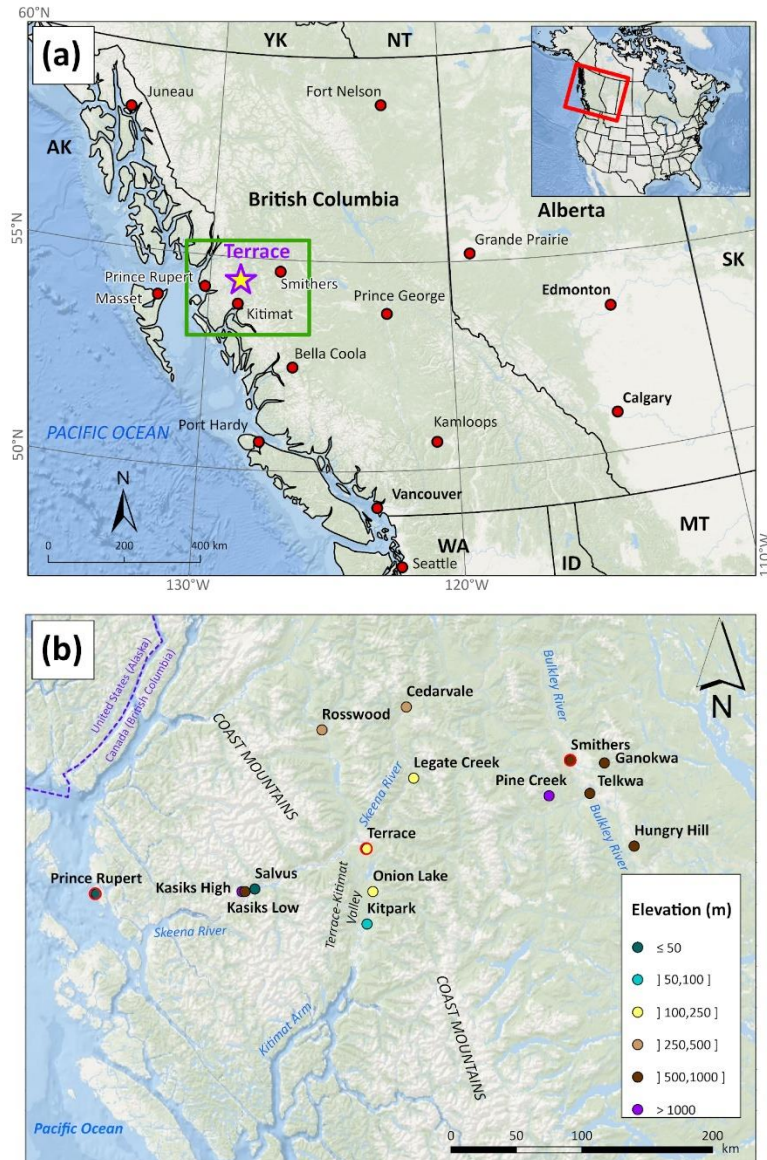 60°N
(a)
YK
NT
Juneau
Fort Nelson
AK
British Columbia
Alberta
55°N
Terrace
Grande Prairie
SK
Prince Rupert
Smithers
Masset
Kitimat
Prince George
Edmonton
Bella Coola
Calgary
PACIFIC OCEAN
Port Hardy
Kamloops
50°N
N
Vancouver
MT
0 200 400 km
WA
ID
Seattle
130°W
120°W
110°W
(b)
United States (Alaska)
Canada (British Columbia)
N
Bulkley River
Cedarvale
Rosswood
COAST MOUNTAINS
Smithers
Ganokwa
Legate Creek
Pine Creek
Telkwa
Skeena River
Bulkley River
Terrace
Hungry Hill
Prince Rupert
Kasiks High
Salvus
Onion Lake
Kasiks Low
Terrace-Kitimat
Valley
Kitpark
Skeena River
Kitimat Arm
COAST MOUNTAINS
Elevation (m)
≤ 50
] 50,100 ]
] 100,250 ]
] 250,500 ]
] 500,1000 ]
> 1000
Pacific Ocean
0 50 100 200
km